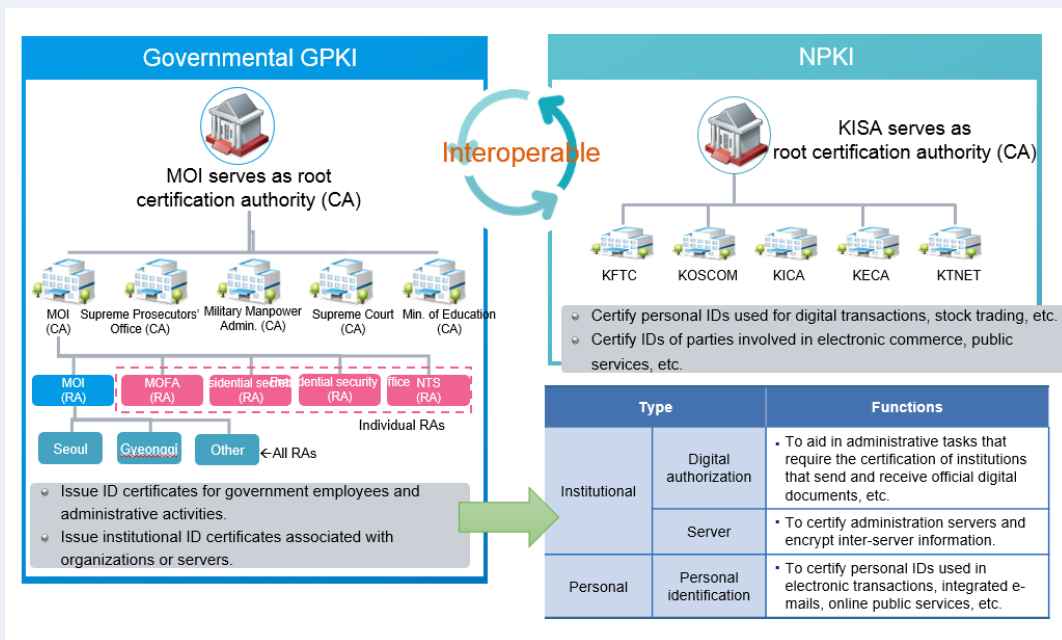 Governmental GPKI
MOI serves as root
certification authority (CA)
MOI
(CA)
Supreme Prosecutors'
Office (CA)
Military Manpower
Admin. (CA)
Supreme Court
(CA)
Min. of Education
(CA)
MOI
(RA)
MOFA
(RA)
(RA)
security
(RA)
NTS
(RA)
Individual RAs
Seoul
Gyeonggi
Other
←All RAs
Issue ID certificates for government employees and
administrative activities.
Issue institutional ID certificates associated with
organizations or servers.
Interoperable
NPKI
KISA serves as
root certification authority (CA)
KFTC
KOSCOM
KICA
KECA
KTNET
Certify personal IDs used for digital transactions, stock trading, etc.
Certify IDs of parties involved in electronic commerce, public
services, etc.
Type
Functions
Institutional
Digital
authorization
• To aid in administrative tasks that
require the certification of institutions
that send and receive official digital
documents, etc.
Server
• To certify administration servers and
encrypt inter-server information.
Personal
Personal
identification
• To certify personal IDs used in
electronic transactions, integrated e-
mails, online public services, etc.